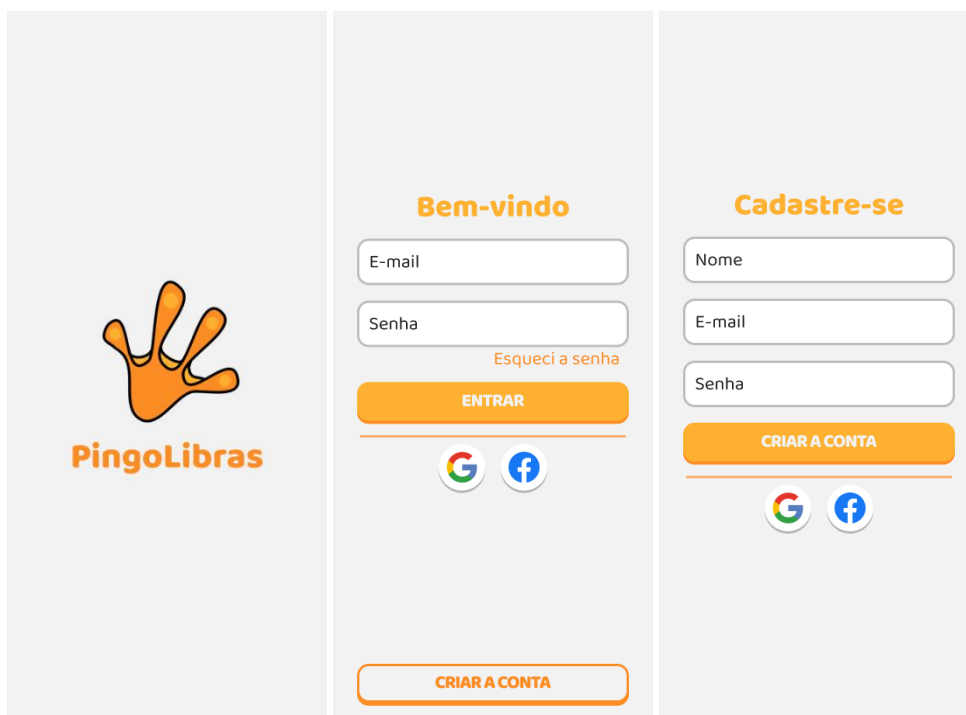 PingoLibras
Bem-vindo
E-mail
Senha
Esqueci a senha
ENTRAR
CRIAR A CONTA
Cadastre-se
Nome
E-mail
Senha
CRIAR A CONTA